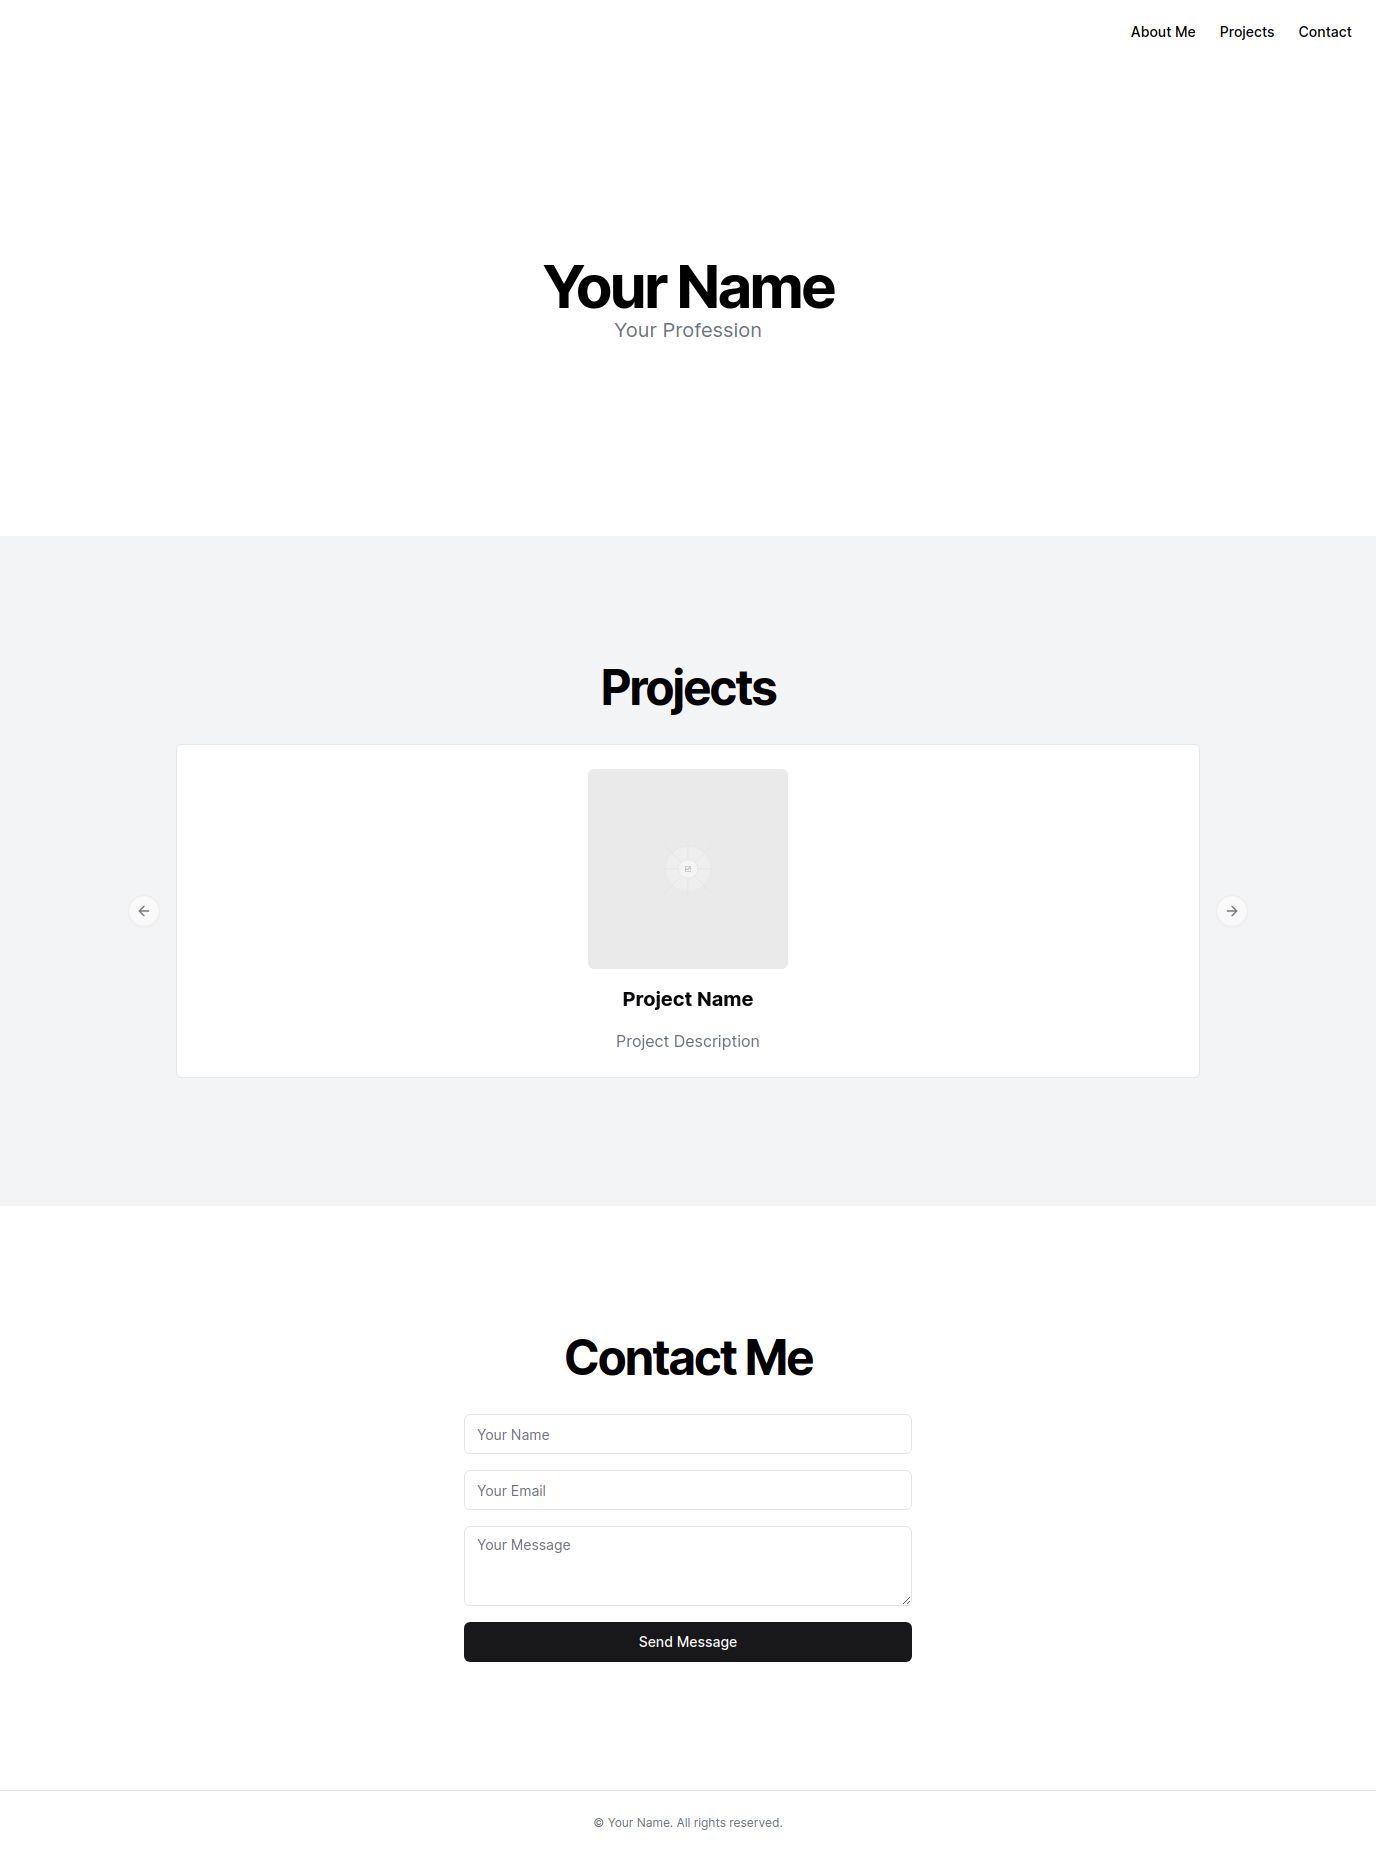 About Me Projects Contact
Your Name
Your Profession
Projects
Project Name
Project Description
Contact Me
Your Name
Your Email
Your Message
Send Message
© Your Name. All rights reserved.